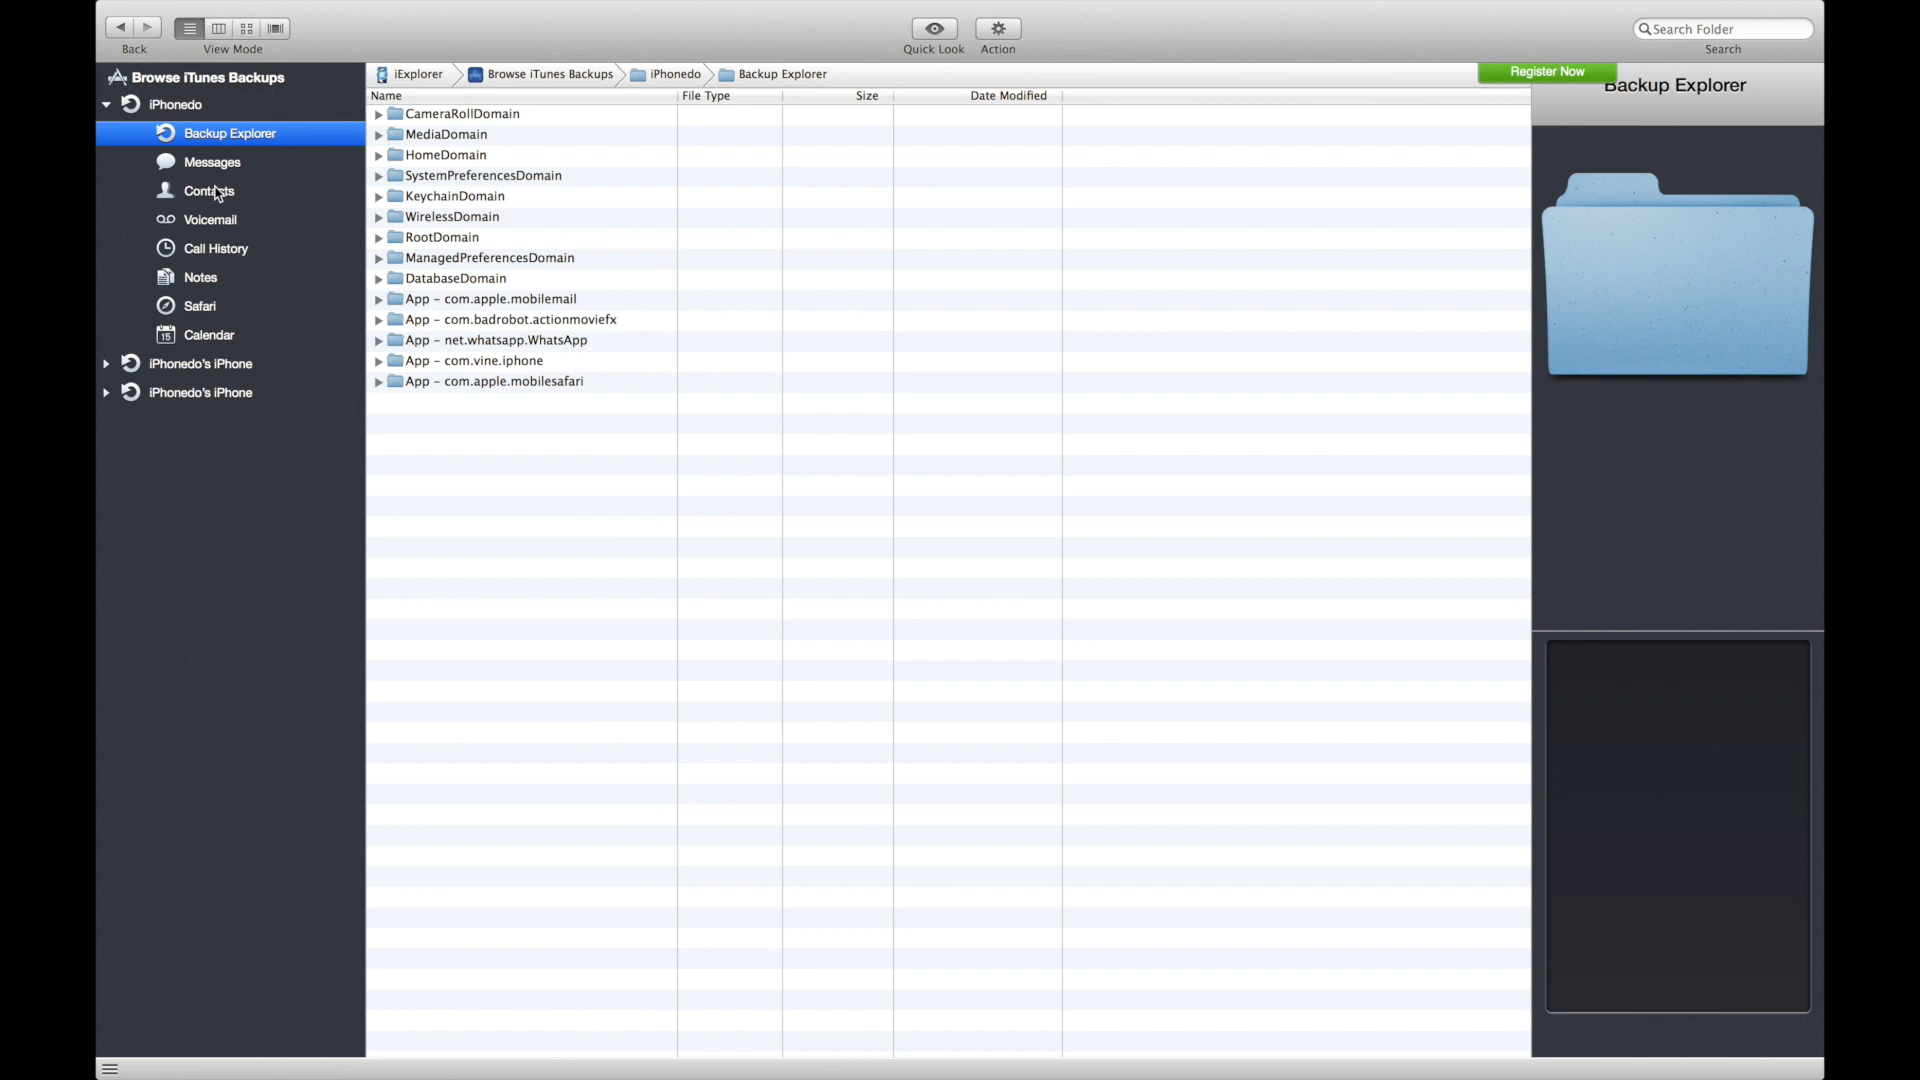 Back
View Mode
Quick Look
Action
Search Folder
Search
Browse iTunes Backups
iPhonedo
Backup Explorer
Messages
Contacts
Voicemail
Call History
Notes
15
Safari
Calendar
iPhonedo's iPhone
iPhonedo's iPhone
iExplorer
Browse iTunes Backups
iPhonedo
Backup Explorer
Register Now
Backup Explorer
Name
File Type
Size
Date Modified
CameraRollDomain
MediaDomain
HomeDomain
SystemPreferencesDomain
KeychainDomain
WirelessDomain
RootDomain
ManagedPreferencesDomain
DatabaseDomain
App – com.apple.mobilemail
App – com.badrobot.actionmoviefx
App – net.whatsapp.WhatsApp
App – com.vine.iphone
App – com.apple.mobilesafari